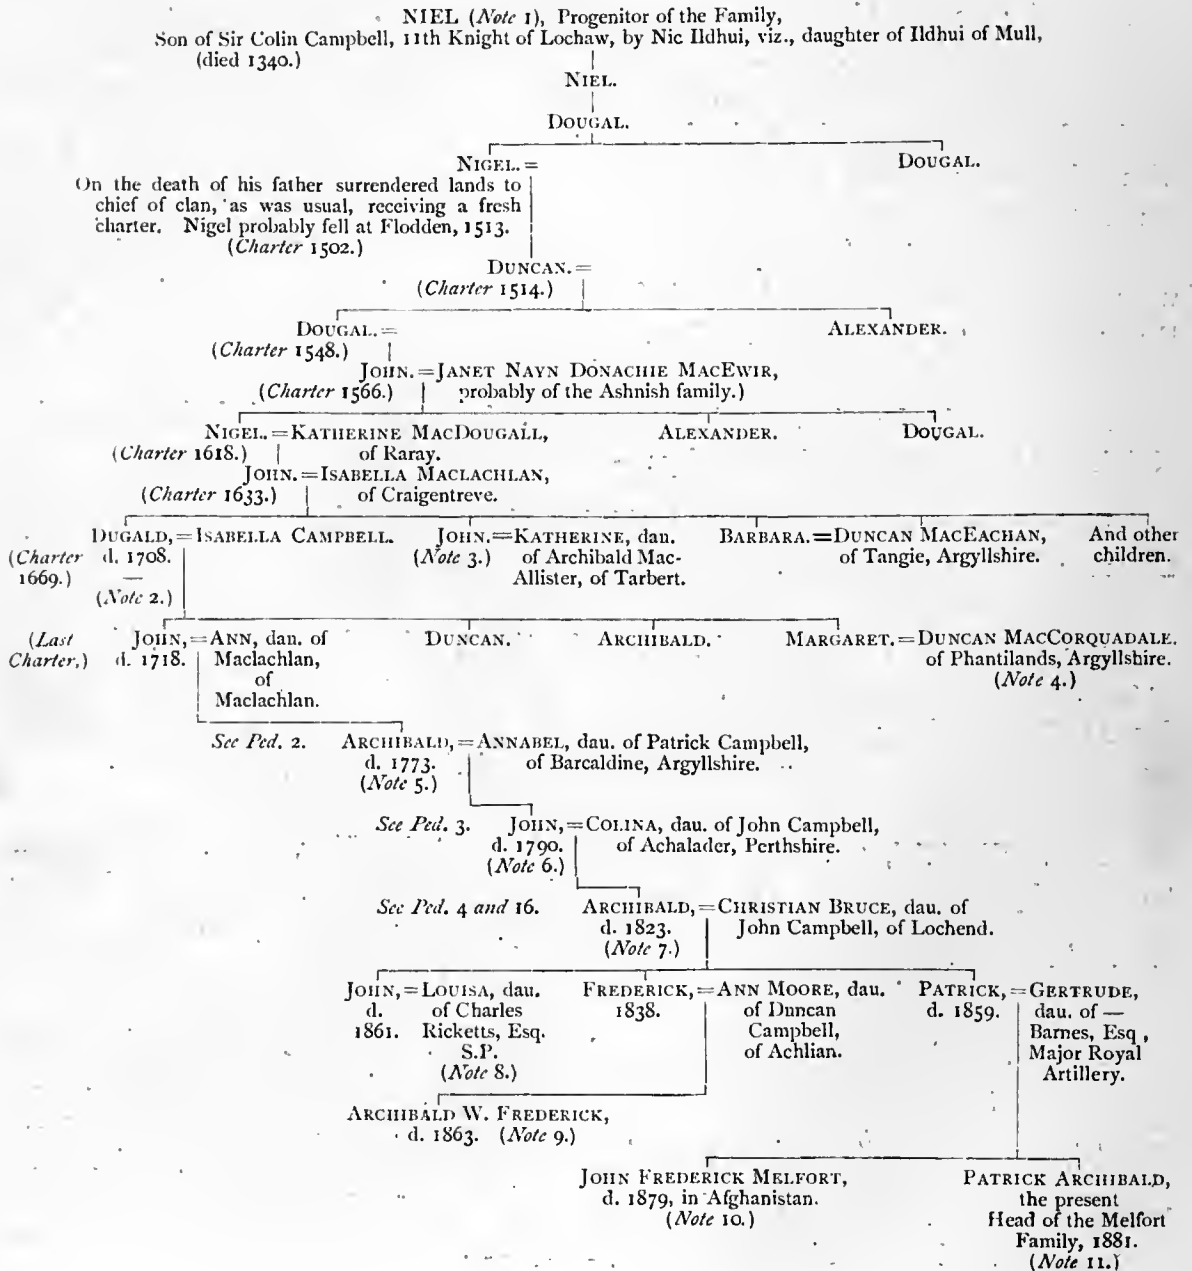 NIEL (Note 1), Progenitor of the Family,
Son of Sir Colin Campbell, 11th Knight of Lochaw, by Nic Ildhui, viz., daughter of Ildhui of Mull,
(died 1340.)
NIEL.
DOUGAL.
NIGEL. =
DOUGAL.
On the death of his father surrendered lands to
chief of clan, as was usual, receiving a fresh
charter. Nigel probably fell at Flodden, 1513.
(Charter 1502.)
DUNCAN. =
(Charter 1514.)
DOUGAL. =
ALEXANDER.
(Charter 1548.)
JOHN. = JANET NAYN DONACHIE MACEWIR,
(Charter 1566.) probably of the Ashnish family.)
NIGEL. = KATHERINE MACDOUGALL,
ALEXANDER.
DOUGAL.
(Charter 1618.) of Raray.
JOHN. = ISABELLA MACLACHLAN,
(Charter 1633.) of Craigentreve.
DUGALD, = ISABELLA CAMPBELL.
(Charter d. 1708.
1669.) —
(Note 2.)
JOHN. = KATHERINE, dau.
(Note 3.) of Archibald Mac-
Allister, of Tarbert.
BARBARA. = DUNCAN MACEACHAN,
of Tangie, Argyllshire.
And other
children.
(Last JOHN, = ANN, dau. of
Charter,) d. 1718. Maclachlan,
of
Maclachlan.
DUNCAN.
ARCHIBALD.
MARGARET. = DUNCAN MACCORQUADALE.
of Phantilands, Argyllshire.
(Note 4.)
See Ped. 2. ARCHIBALD, = ANNABEL, dau. of Patrick Campbell,
d. 1773. of Barcaldine, Argyllshire.
(Note 5.)
See Ped. 3. JOHN, = COLINA, dau. of John Campbell,
d. 1790. of Achalader, Perthshire.
(Note 6.)
See Ped. 4 and 16. ARCHIBALD, = CHRISTIAN BRUCE, dau. of
d. 1823. John Campbell, of Lochend.
(Note 7.)
JOHN, = LOUISA, dau.
d. of Charles
1861. Ricketts, Esq.
S.P.
(Note 8.)
FREDERICK, = ANN MOORE, dau.
1838. of Duncan
Campbell,
of Achlian.
PATRICK, = GERTRUDE,
d. 1859. dau. of —
Barnes, Esq,
Major Royal
Artillery.
ARCHIBALD W. FREDERICK,
d. 1863. (Note 9.)
JOHN FREDERICK MELFORT,
d. 1879, in Afghanistan.
(Note 10.)
PATRICK ARCHIBALD,
the present
Head of the Melfort
Family, 1881.
(Note 11.)